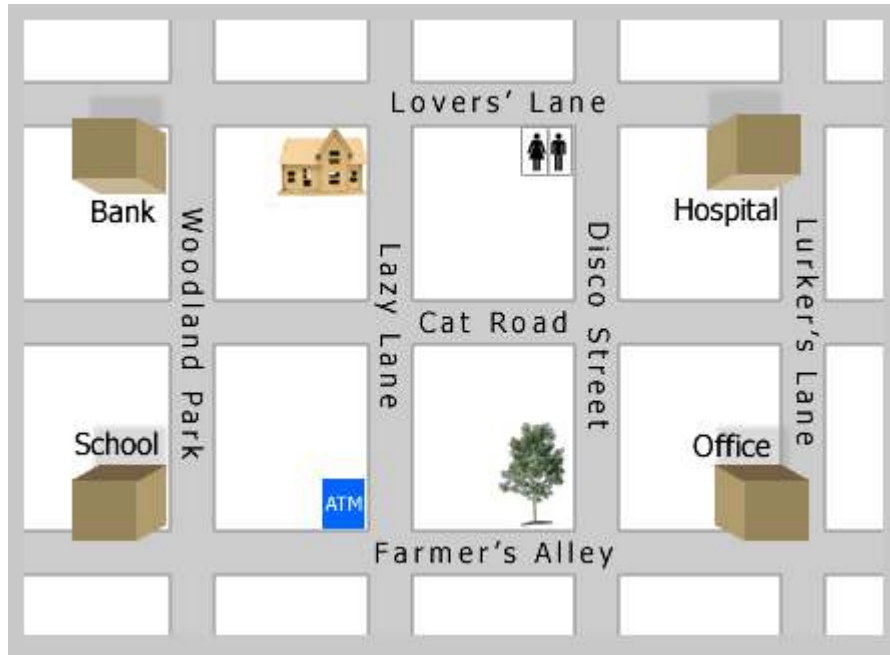 Lovers' Lane
Bank
Hospital
Woodland Park
Lazy Lane
Disco Street
Lurker's Lane
Cat Road
School
Office
ATM
Farmer's Alley